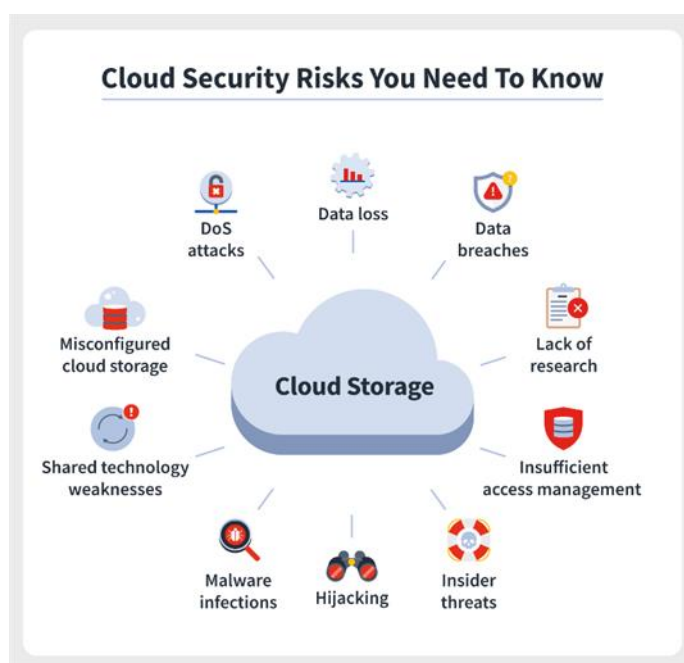 Cloud Security Risks You Need To Know
Data loss
DoS
attacks
Data
breaches
Misconfigured
cloud storage
Lack of
research
Cloud Storage
Shared technology
weaknesses
Insufficient
access management
Malware
infections
Hijacking
Insider
threats